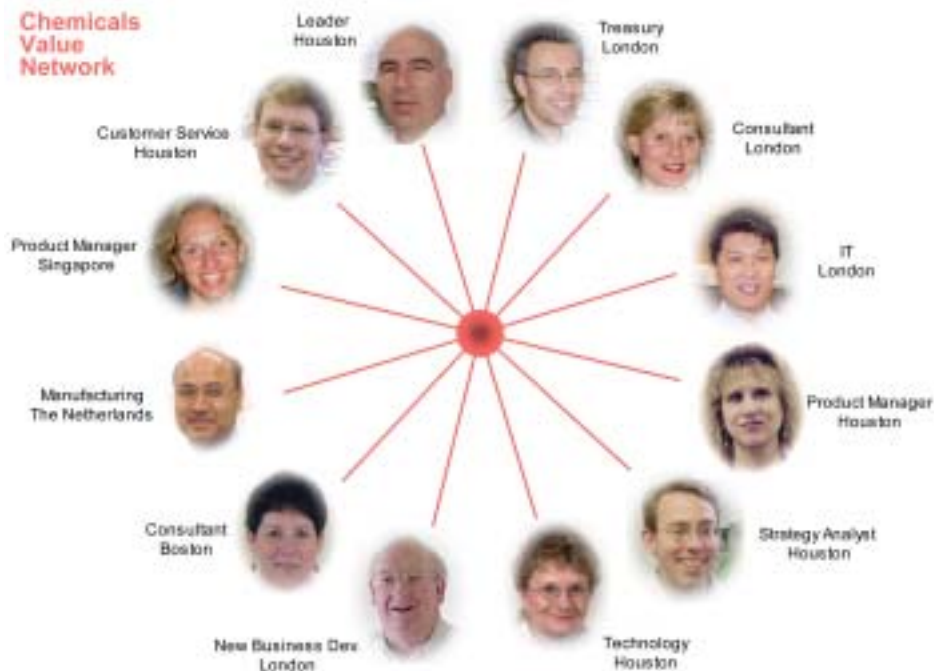 Chemicals
Value
Network
Leader
Houston
Treasury
London
Customer Service
Houston
Consultant
London
Product Manager
Singapore
IT
London
Manufacturing
The Netherlands
Product Manager
Houston
Consultant
Boston
Strategy Analyst
Houston
New Business Dev
London
Technology
Houston